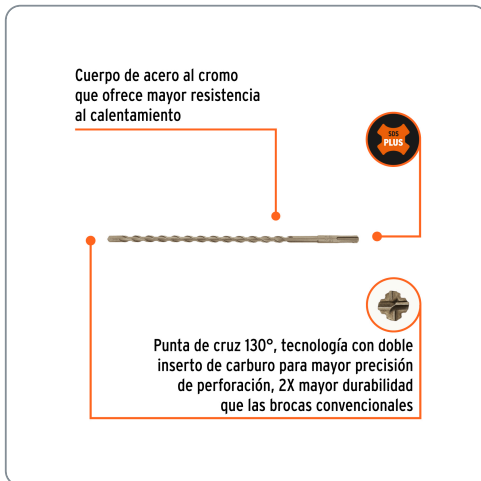 Cuerpo de acero al cromo
que ofrece mayor resistencia
al calentamiento
SDS
PLUS
Punta de cruz 130°, tecnología con doble
inserto de carburo para mayor precisión
de perforación, 2X mayor durabilidad
que las brocas convencionales